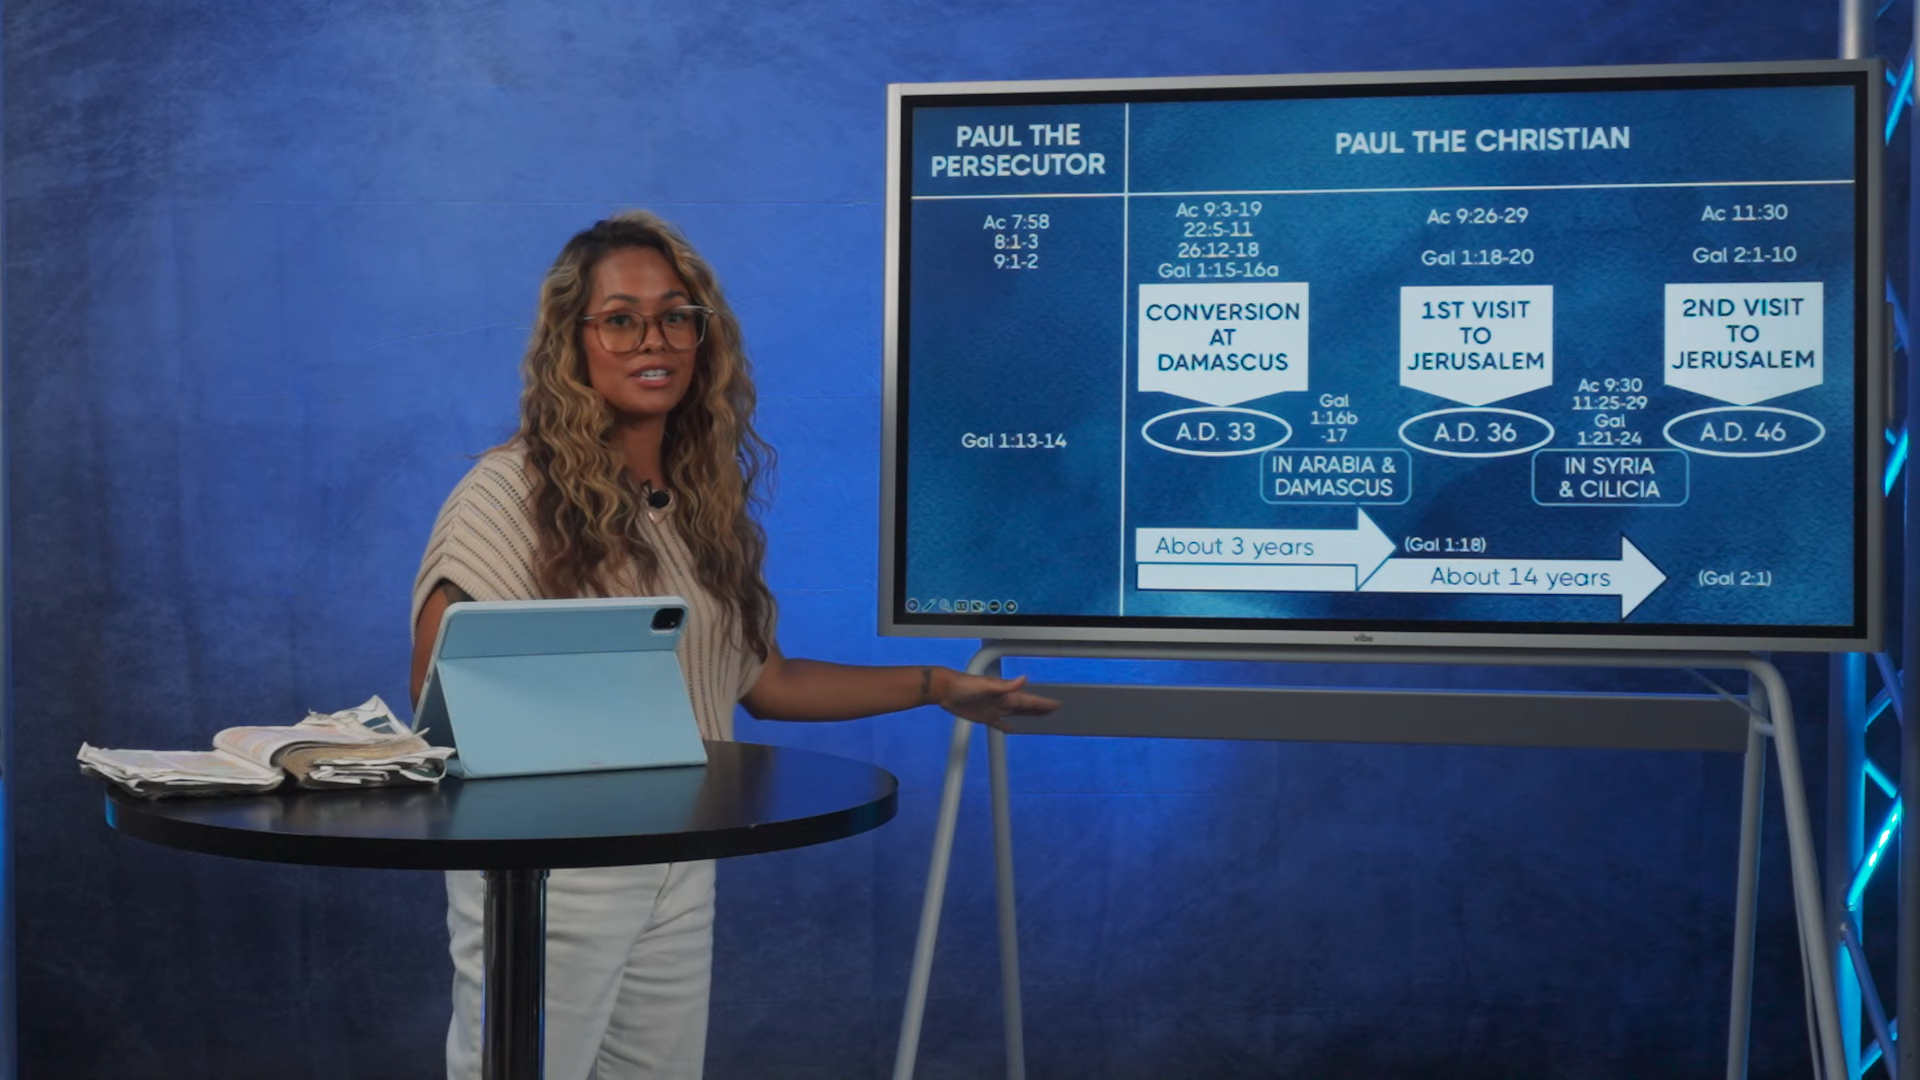 PAUL THE
PERSECUTOR
PAUL THE CHRISTIAN
Ac 7:58
8:1-3
9:1-2
Gal 1:13-14
Ac 9:3-19
22:5-11
26:12-18
Gal 1:15-16a
CONVERSION
AT
DAMASCUS
A.D. 33
Gal
1:16b
-17
IN ARABIA &
DAMASCUS
Ac 9:26-29
Gal 1:18-20
1ST VISIT
TO
JERUSALEM
A.D. 36
Ac 9:30
11:25-29
Gal
1:21-24
IN SYRIA
& CILICIA
Ac 11:30
Gal 2:1-10
2ND VISIT
TO
JERUSALEM
A.D. 46
About 3 years
(Gal 1:18)
About 14 years
(Gal 2:1)
vibe